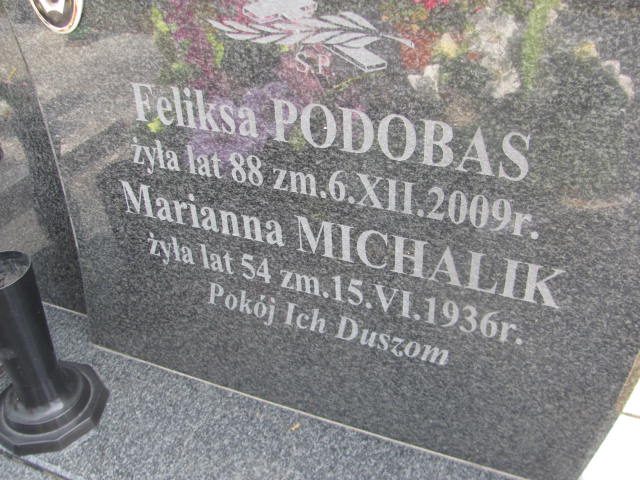 Ś.P.
Feliksa PODOBAS
żyła lat 88 zm.6.XII.2009r.
Marianna MICHALIK
żyła lat 54 zm.15.VI.1936r.
Pokój Ich Duszom